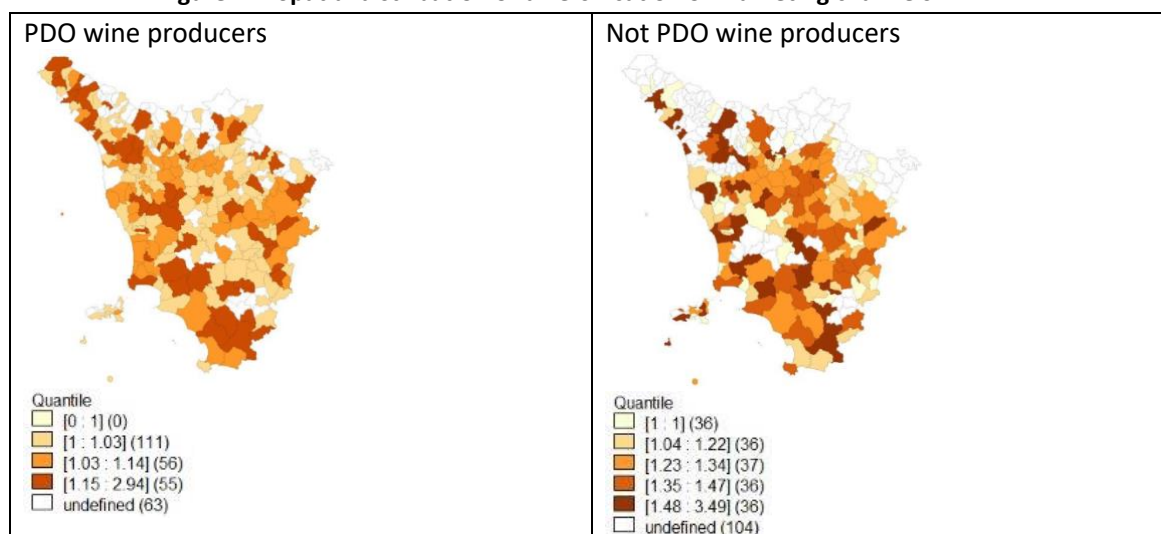 PDO wine producers
Quantile
[0 : 1] (0)
[1 : 1.03] (111)
[1.03 : 1.14] (56)
[1.15 : 2.94] (55)
undefined (63)
Not PDO wine producers
Quantile
[1 : 1] (36)
[1.04 : 1.22] (36)
[1.23 : 1.34] (37)
[1.35 : 1.47] (36)
[1.48 : 3.49] (36)
undefined (104)